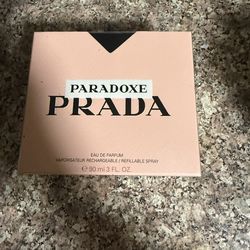 PARADOXE
PRADA
EAU DE PARFUM
VAPORISATEUR RECHARGEABLE / REFILLABLE SPRAY
℮ 90 ml 3 FL. OZ.